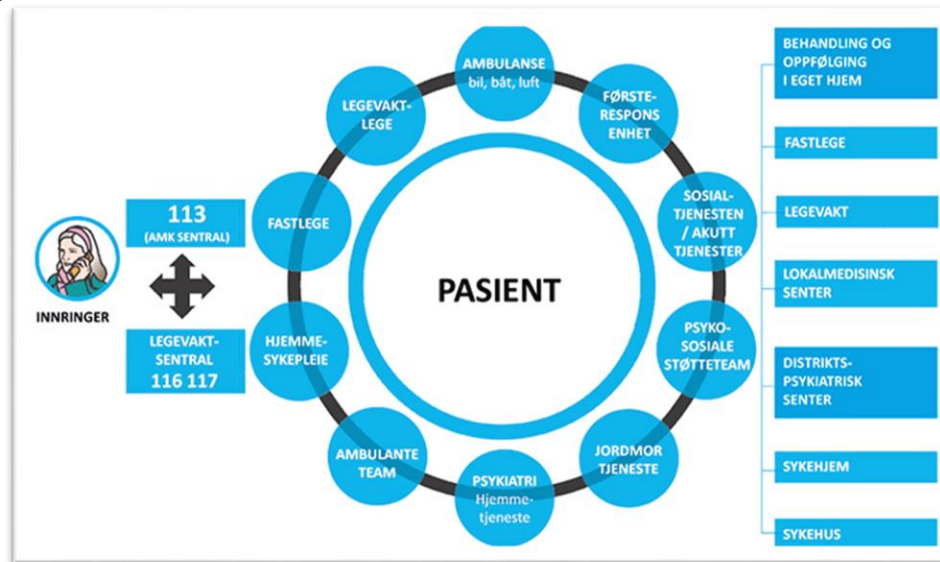 INNRINGER
113
(AMK SENTRAL)
LEGEVAKT-
SENTRAL
116 117
AMBULANSE
bil, båt, luft
FØRSTE-
RESPONS
ENHET
SOSIAL-
TJENESTEN
/ AKUTT
TJENESTER
PSYKO-
SOSIALE
STØTTETEAM
JORDMOR
TJENESTE
PSYKIATRI
Hjemme-
tjeneste
AMBULANTE
TEAM
HJEMME-
SYKEPLEIE
FASTLEGE
LEGEVAKT-
LEGE
PASIENT
BEHANDLING OG
OPPFØLGING
I EGET HJEM
FASTLEGE
LEGEVAKT
LOKALMEDISINSK
SENTER
DISTRIKTS-
PSYKIATRISK
SENTER
SYKEHJEM
SYKEHUS